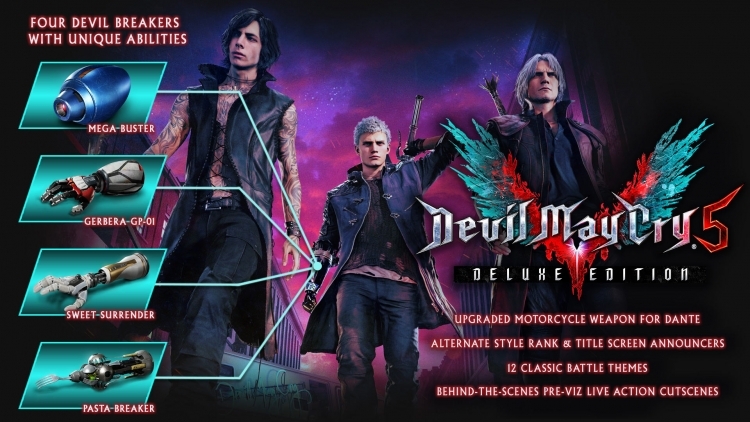 FOUR DEVIL BREAKERS
WITH UNIQUE ABILITIES
MEGA-BUSTER
GERBERA-GP-01
SWEET-SURRENDER
PASTA-BREAKER
Devil May Cry 5
DELUXE EDITION
UPGRADED MOTORCYCLE WEAPON FOR DANTE
ALTERNATE STYLE RANK & TITLE SCREEN ANNOUNCERS
12 CLASSIC BATTLE THEMES
BEHIND-THE-SCENES PRE-VIZ LIVE ACTION CUTSCENES